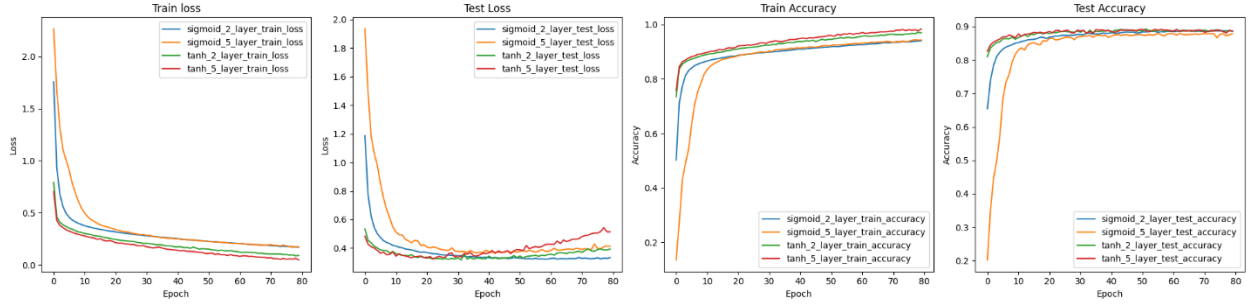 Train loss
Loss
2.0
1.5
1.0
0.5
0.0
sigmoid_2_layer_train_loss
sigmoid_5_layer_train_loss
tanh_2_layer_train_loss
tanh_5_layer_train_loss
0 10 20 30 40 50 60 70 80
Epoch
Test Loss
Loss
2.0
1.8
1.6
1.4
1.2
1.0
0.8
0.6
0.4
sigmoid_2_layer_test_loss
sigmoid_5_layer_test_loss
tanh_2_layer_test_loss
tanh_5_layer_test_loss
0 10 20 30 40 50 60 70 80
Epoch
Train Accuracy
Accuracy
1.0
0.8
0.6
0.4
0.2
sigmoid_2_layer_train_accuracy
sigmoid_5_layer_train_accuracy
tanh_2_layer_train_accuracy
tanh_5_layer_train_accuracy
0 10 20 30 40 50 60 70 80
Epoch
Test Accuracy
Accuracy
0.9
0.8
0.7
0.6
0.5
0.4
0.3
0.2
sigmoid_2_layer_test_accuracy
sigmoid_5_layer_test_accuracy
tanh_2_layer_test_accuracy
tanh_5_layer_test_accuracy
0 10 20 30 40 50 60 70 80
Epoch